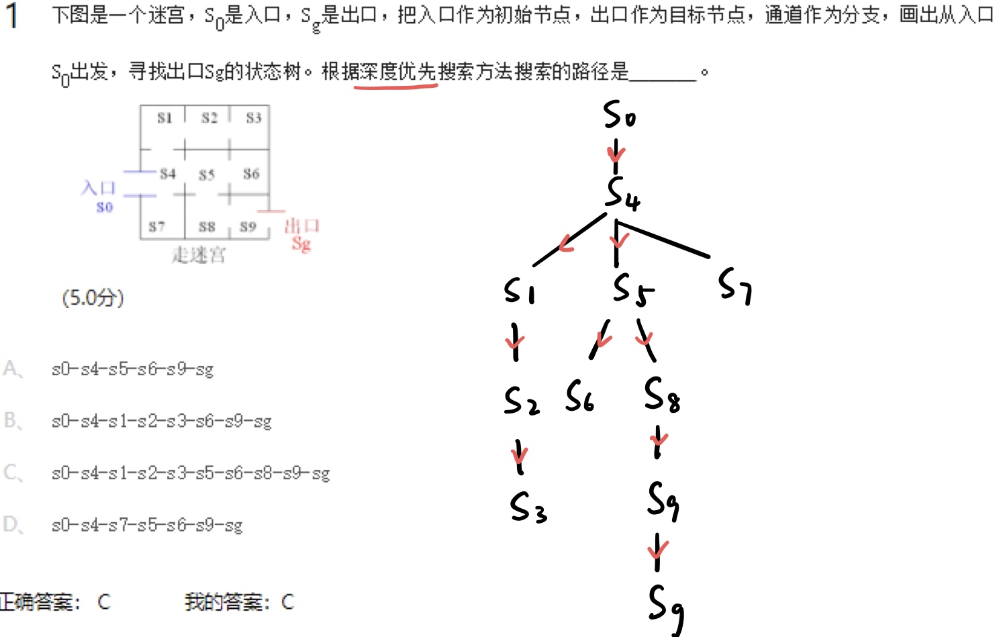 1 下图是一个迷宫，S0是入口，Sg是出口，把入口作为初始节点，出口作为目标节点，通道作为分支，画出从入口
S0出发，寻找出口Sg的状态树。根据深度优先搜索方法搜索的路径是______。
S1 S2 S3
S4 S5 S6
入口
S0
S7 S8 S9
出口
Sg
走迷宫
(5.0分)
A、 s0-s4-s5-s6-s9-sg
B、 s0-s4-s1-s2-s3-s6-s9-sg
C、 s0-s4-s1-s2-s3-s5-s6-s8-s9-sg
D、 s0-s4-s7-s5-s6-s9-sg
正确答案： C 我的答案：C
S0
S4
S1 S5 S7
S2 S6 S8
S3 S9
Sg